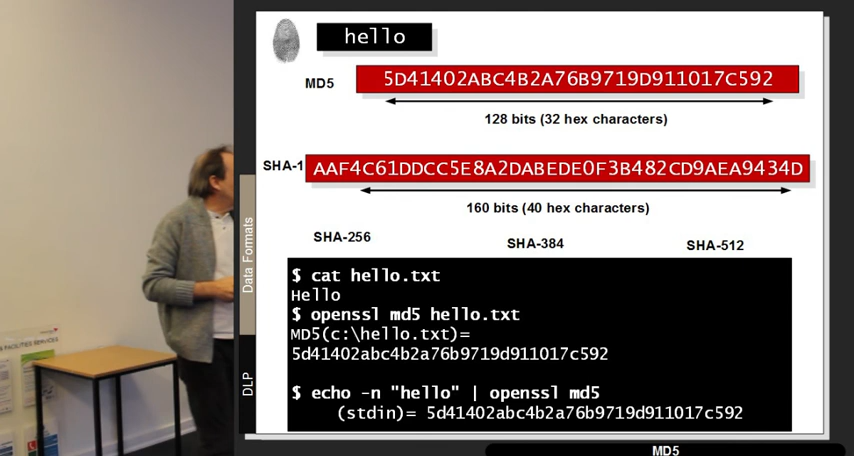 hello
MD5
5D41402ABC4B2A76B9719D911017C592
128 bits (32 hex characters)
SHA-1
AAF4C61DDCC5E8A2DABEDE0F3B482CD9AEA9434D
160 bits (40 hex characters)
SHA-256 SHA-384 SHA-512
$ cat hello.txt
Hello
$ openssl md5 hello.txt
MD5(c:\hello.txt)=
5d41402abc4b2a76b9719d911017c592
$ echo -n "hello" | openssl md5
(stdin)= 5d41402abc4b2a76b9719d911017c592
Data Formats
DLP
MD5
FACILITIES SERVICES